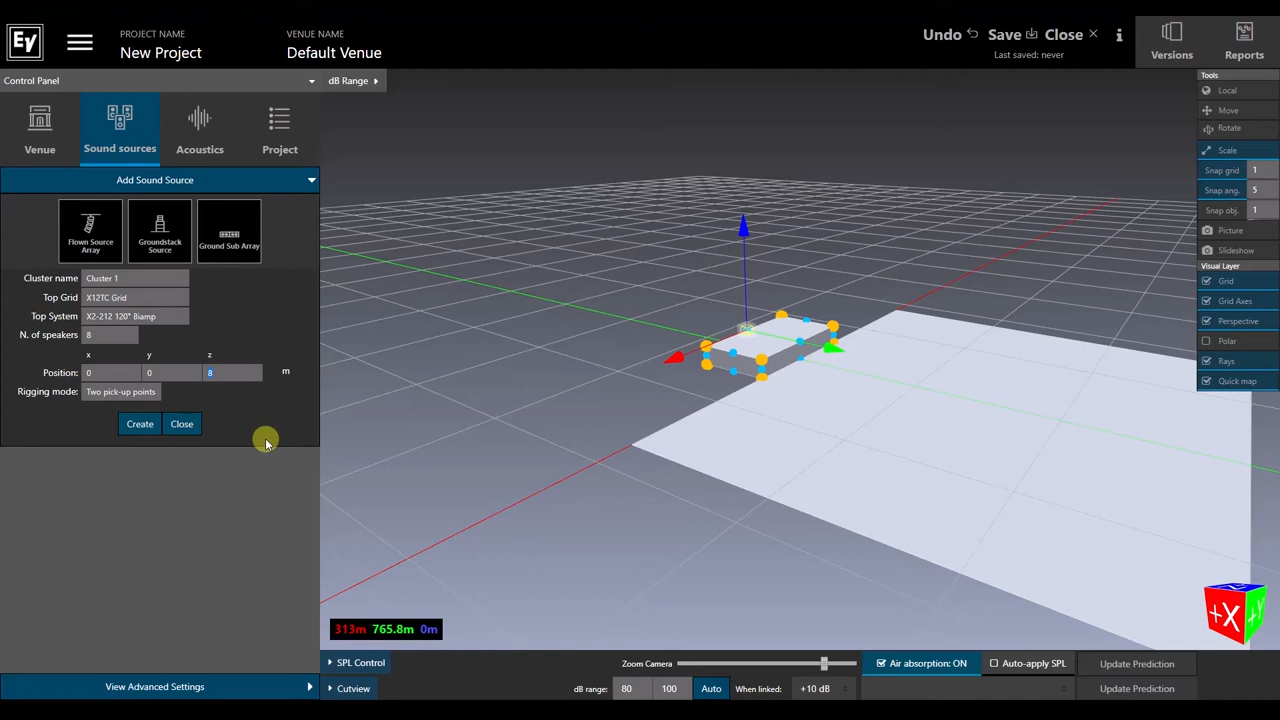 EV
PROJECT NAME
New Project
VENUE NAME
Default Venue
Undo
Save
Close
i
Last saved: never
Versions
Reports
Control Panel
dB Range
Venue
Sound sources
Acoustics
Project
Add Sound Source
Flown Source
Array
Groundstack
Source
Ground Sub Array
Cluster name
Cluster 1
Top Grid
X12TC Grid
Top System
X2-212 120° Biamp
N. of speakers
8
x
y
z
Position:
0
0
8
m
Rigging mode:
Two pick-up points
Create
Close
View Advanced Settings
Tools
Local
Move
Rotate
Scale
Snap grid
1
Snap ang.
5
Snap obj.
1
Picture
Slideshow
Visual Layer
Grid
Grid Axes
Perspective
Polar
Rays
Quick map
+X
+Y
313m 765.8m 0m
SPL Control
Zoom Camera
Air absorption: ON
Auto-apply SPL
Update Prediction
Cutview
dB range:
80
100
Auto
When linked:
+10 dB
Update Prediction